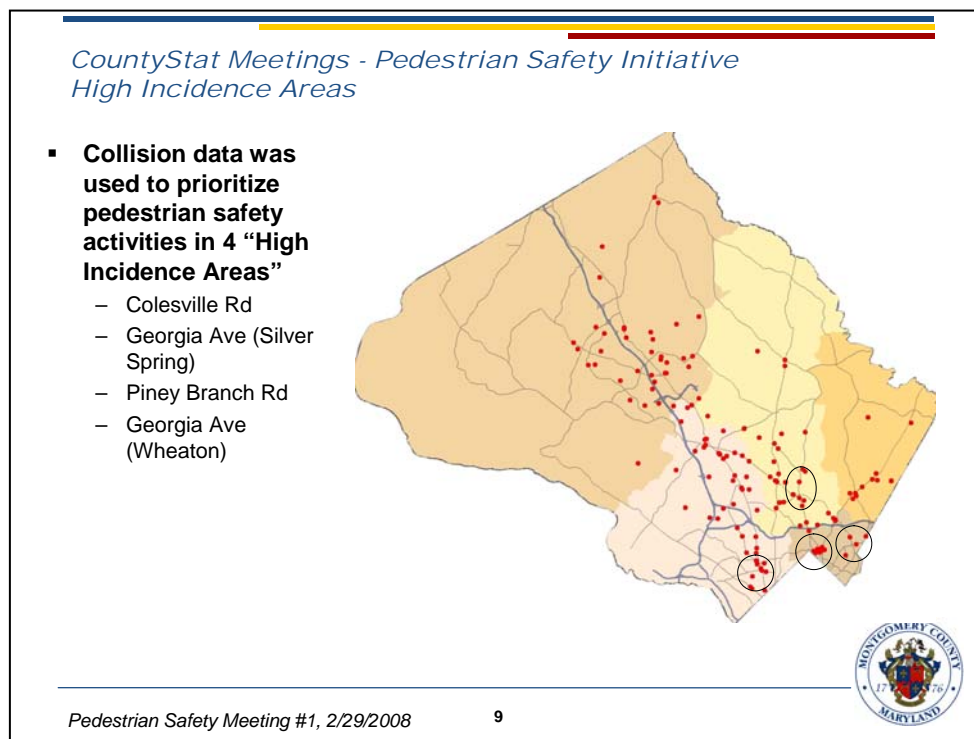 CountyStat Meetings - Pedestrian Safety Initiative
High Incidence Areas
▪ Collision data was
used to prioritize
pedestrian safety
activities in 4 “High
Incidence Areas”
– Colesville Rd
– Georgia Ave (Silver
Spring)
– Piney Branch Rd
– Georgia Ave
(Wheaton)
MONTGOMERY COUNTY
17 76
MARYLAND
Pedestrian Safety Meeting #1, 2/29/2008
9